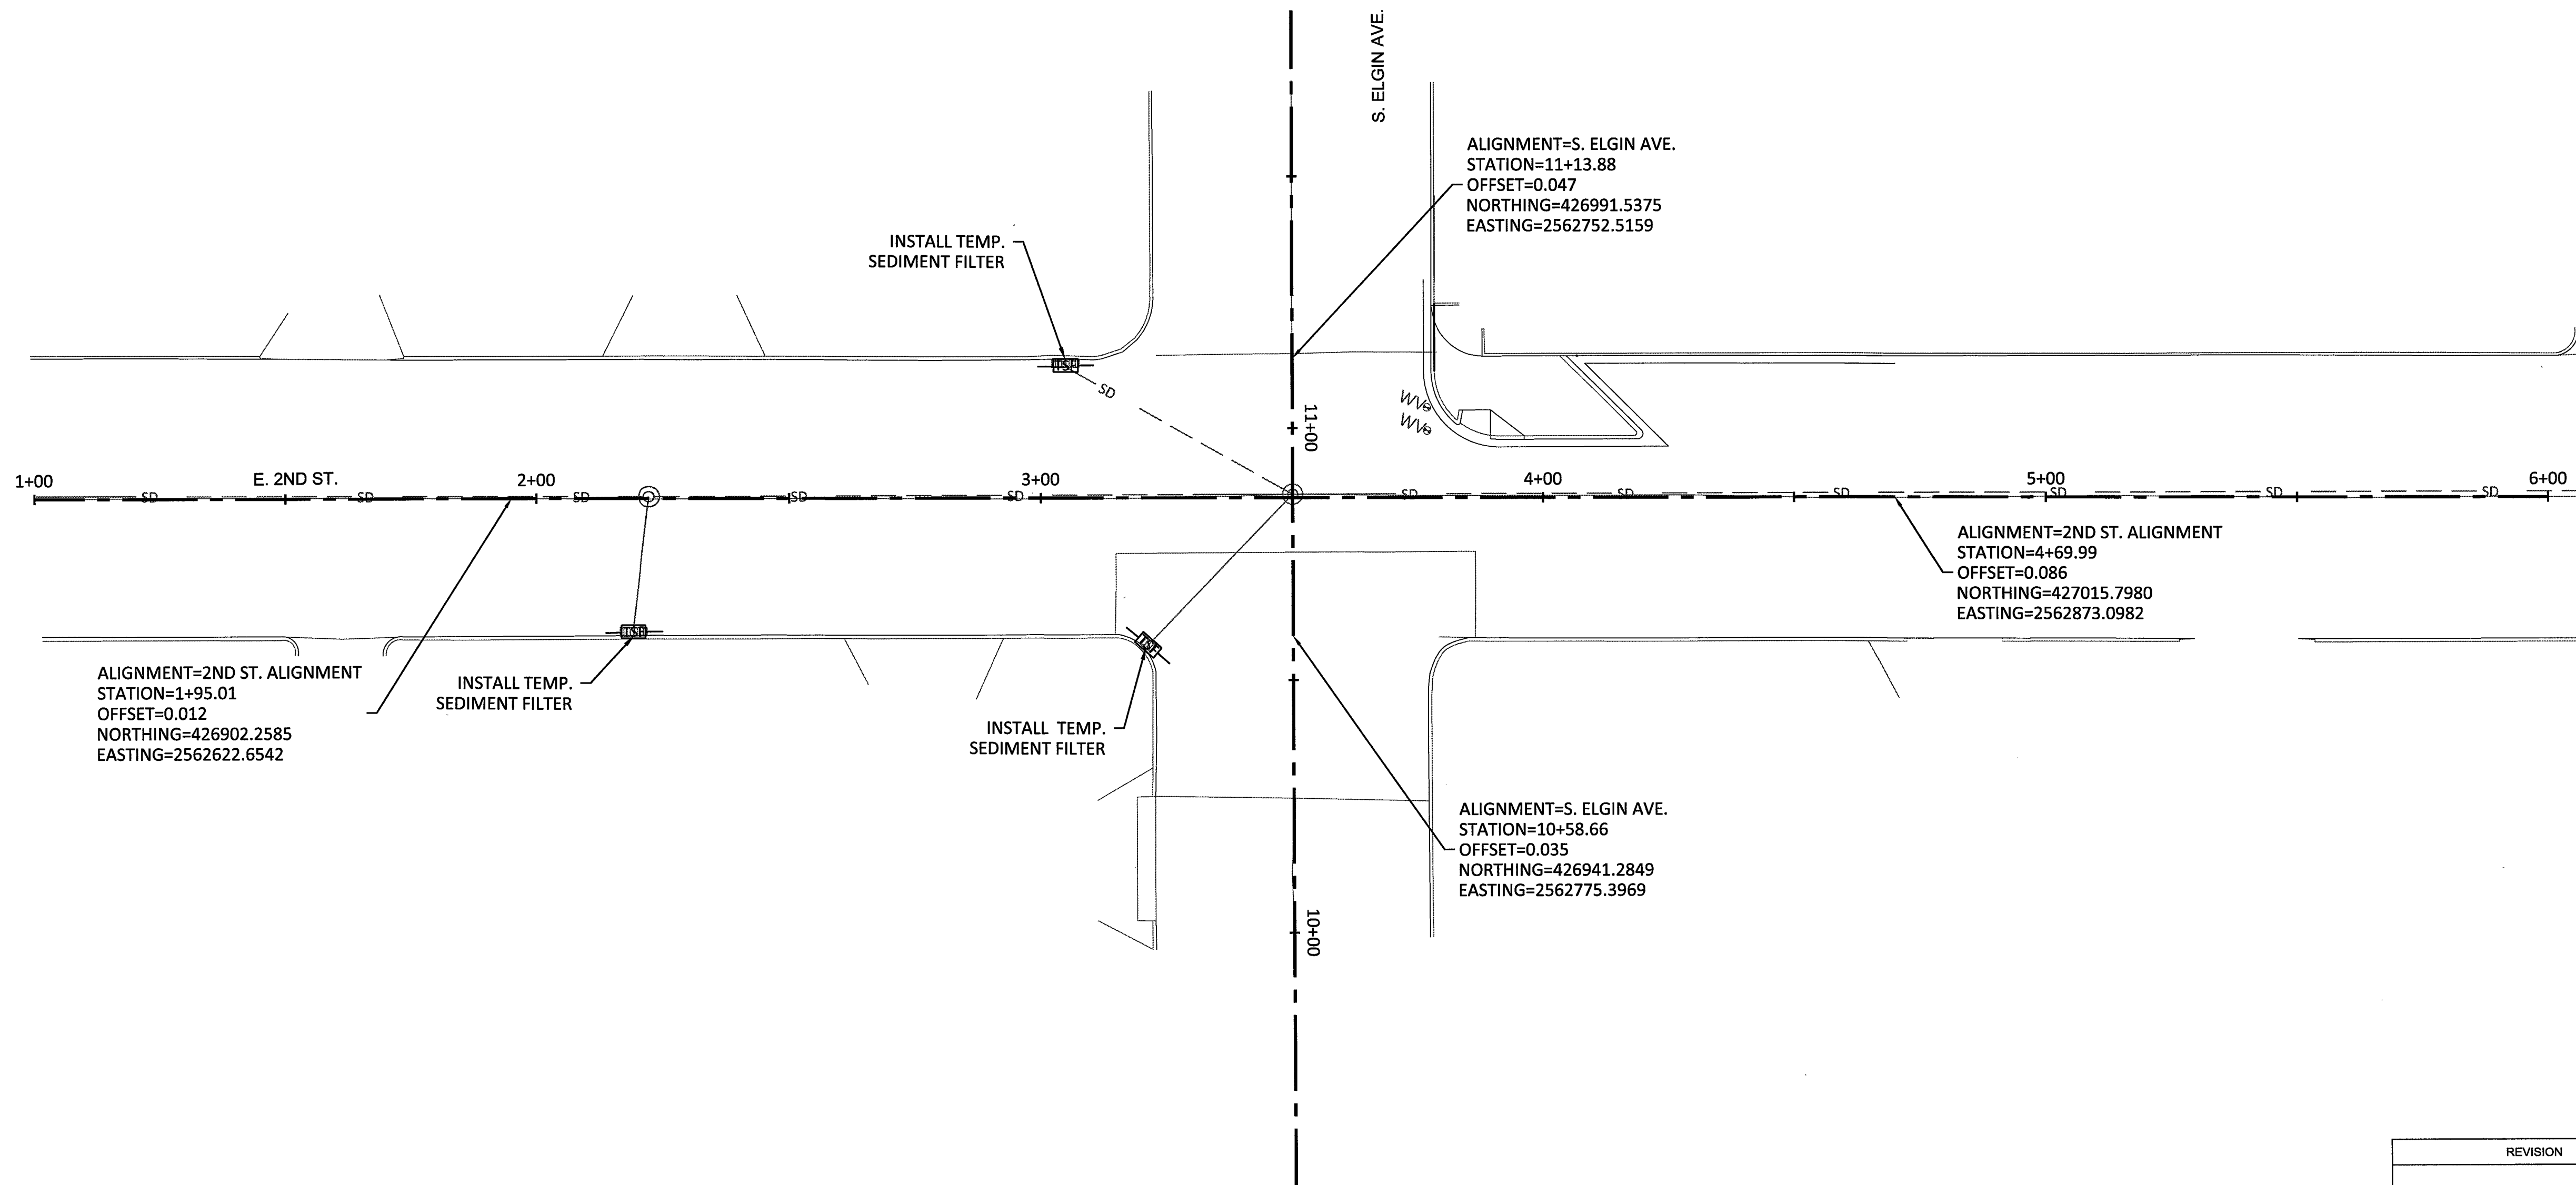 S. ELGIN AVE.
ALIGNMENT=S. ELGIN AVE.
STATION=11+13.88
OFFSET=0.047
NORTHING=426991.5375
EASTING=2562752.5159
INSTALL TEMP.
SEDIMENT FILTER
TSF
SD
WV
WV
11+00
1+00
E. 2ND ST.
2+00
3+00
4+00
5+00
6+00
SD
SD
SD
SD
SD
SD
SD
SD
SD
SD
SD
ALIGNMENT=2ND ST. ALIGNMENT
STATION=4+69.99
OFFSET=0.086
NORTHING=427015.7980
EASTING=2562873.0982
TSF
TSF
ALIGNMENT=2ND ST. ALIGNMENT
STATION=1+95.01
OFFSET=0.012
NORTHING=426902.2585
EASTING=2562622.6542
INSTALL TEMP.
SEDIMENT FILTER
INSTALL TEMP.
SEDIMENT FILTER
ALIGNMENT=S. ELGIN AVE.
STATION=10+58.66
OFFSET=0.035
NORTHING=426941.2849
EASTING=2562775.3969
10+00
REVISION